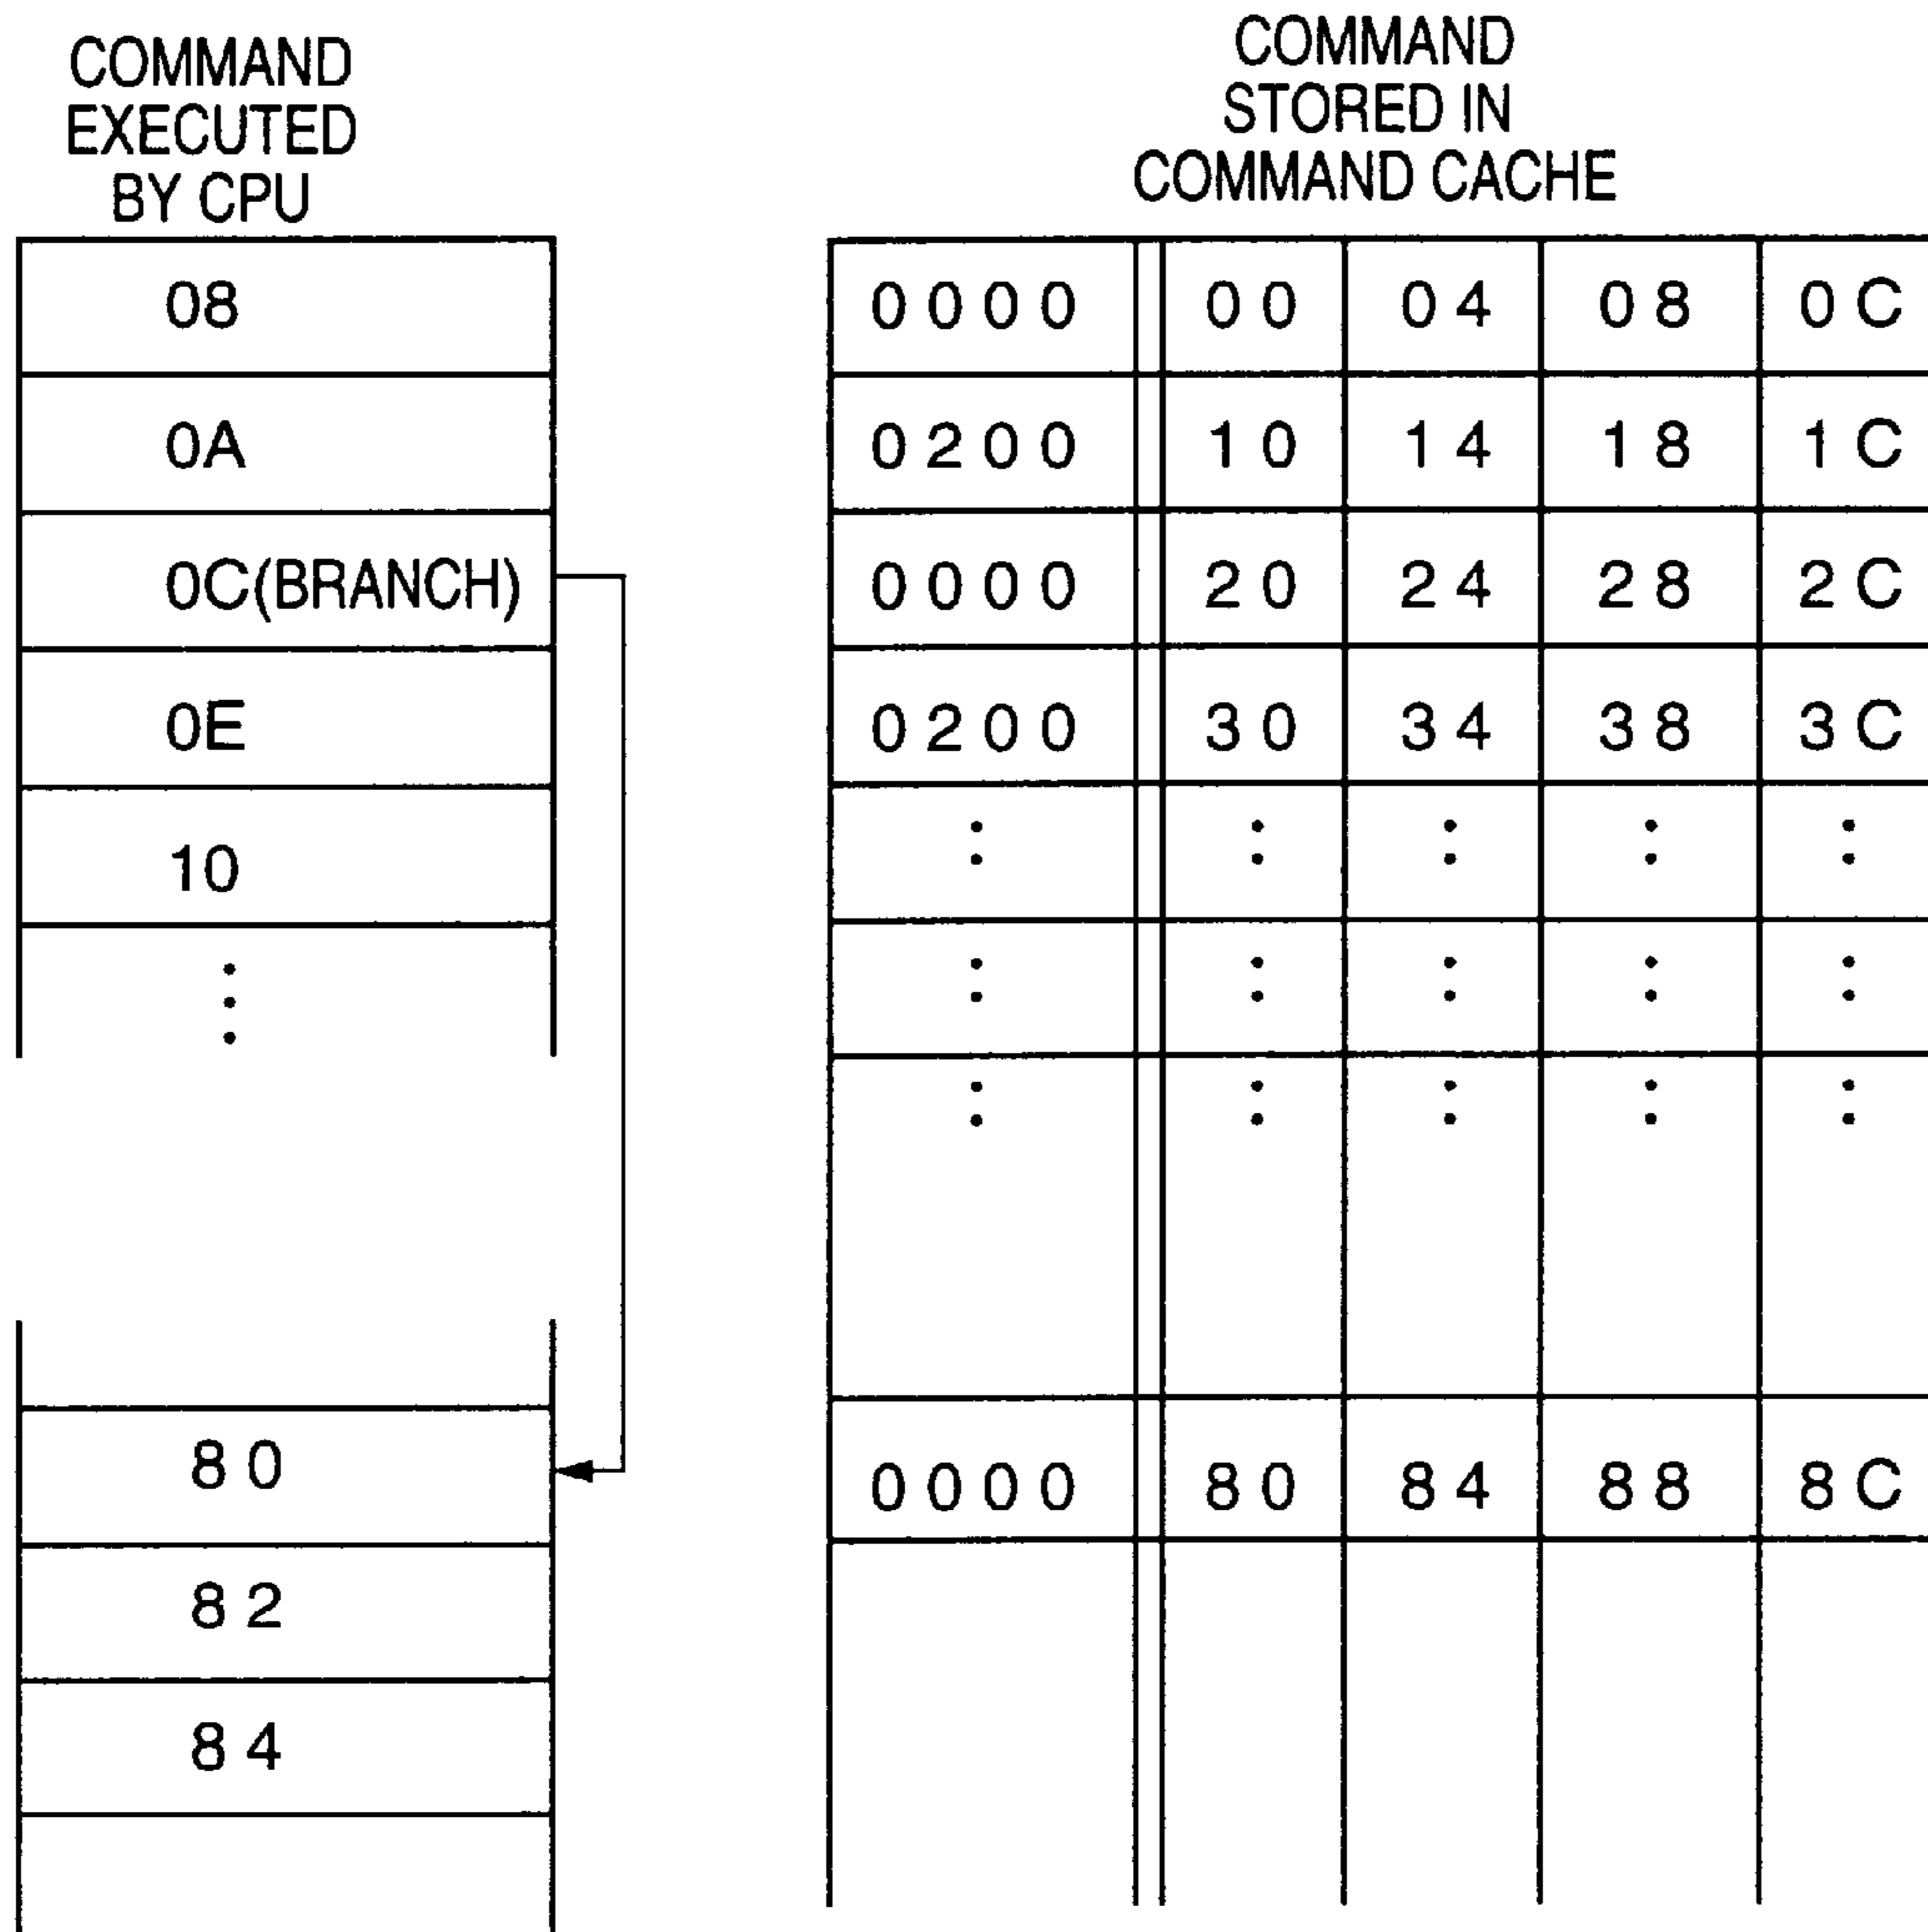 COMMAND
EXECUTED
BY CPU
08
0A
0C(BRANCH)
0E
10
80
82
84
COMMAND
STORED IN
COMMAND CACHE
0000 00 04 08 0C
0200 10 14 18 1C
0000 20 24 28 2C
0200 30 34 38 3C
0000 80 84 88 8C